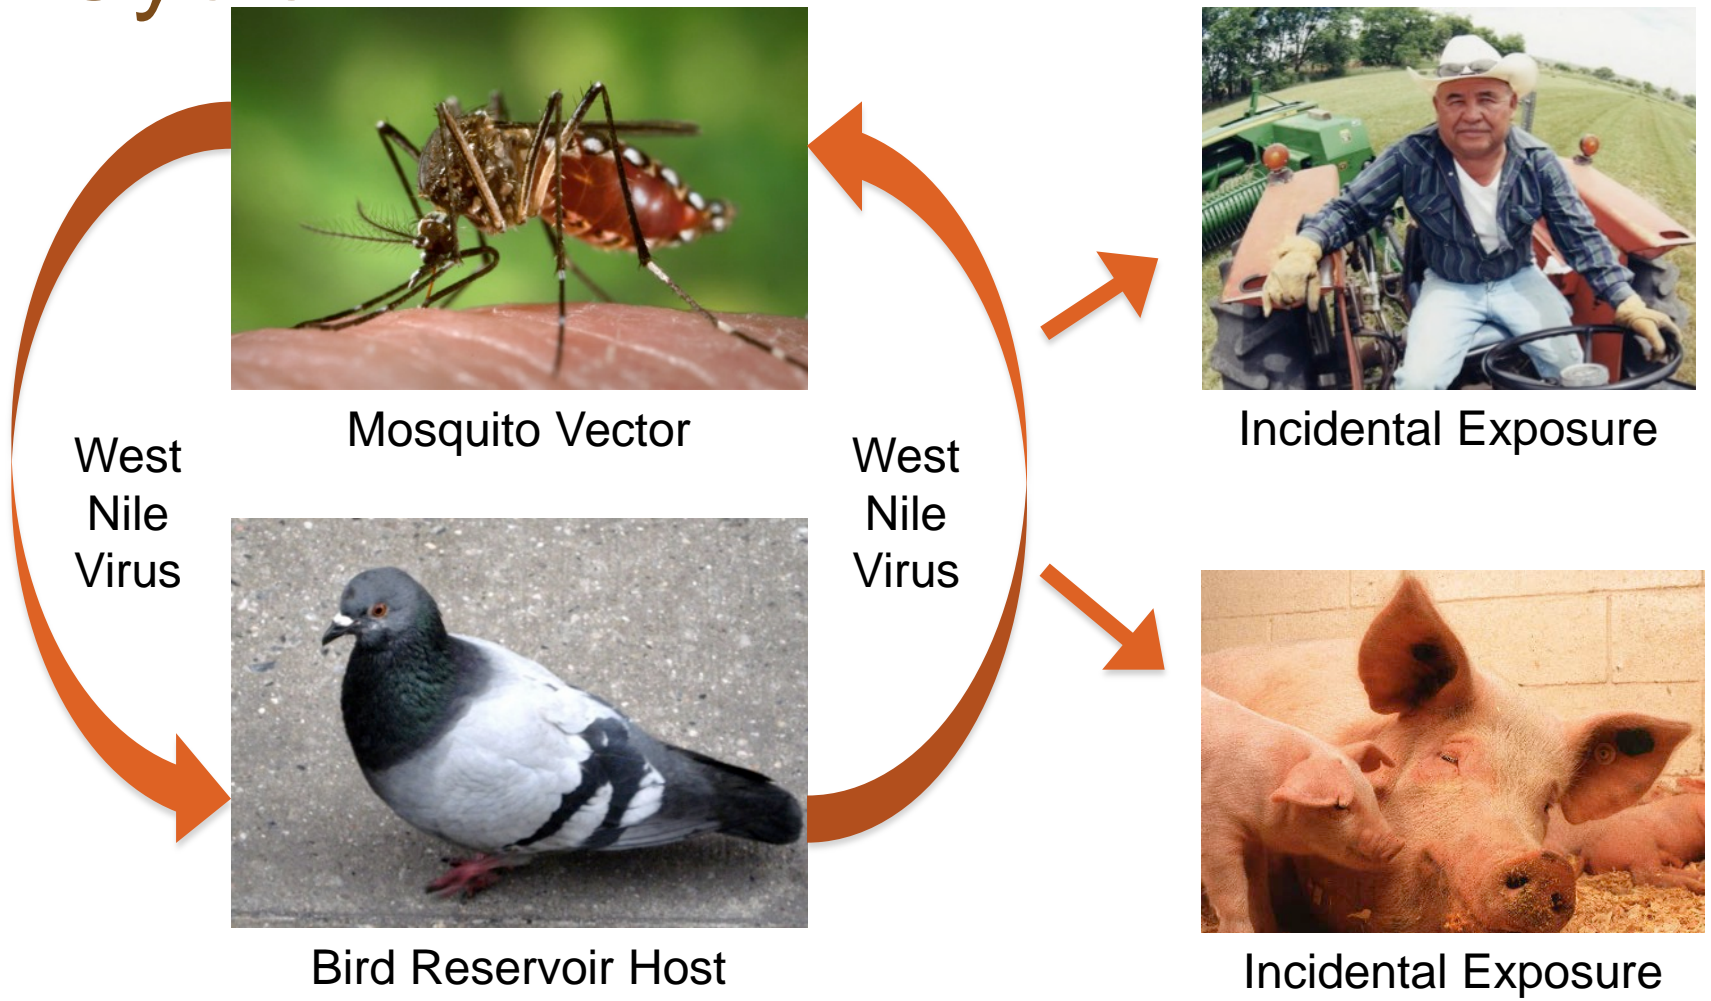 Mosquito Vector
West
Nile
Virus
West
Nile
Virus
Incidental Exposure
Bird Reservoir Host
Incidental Exposure